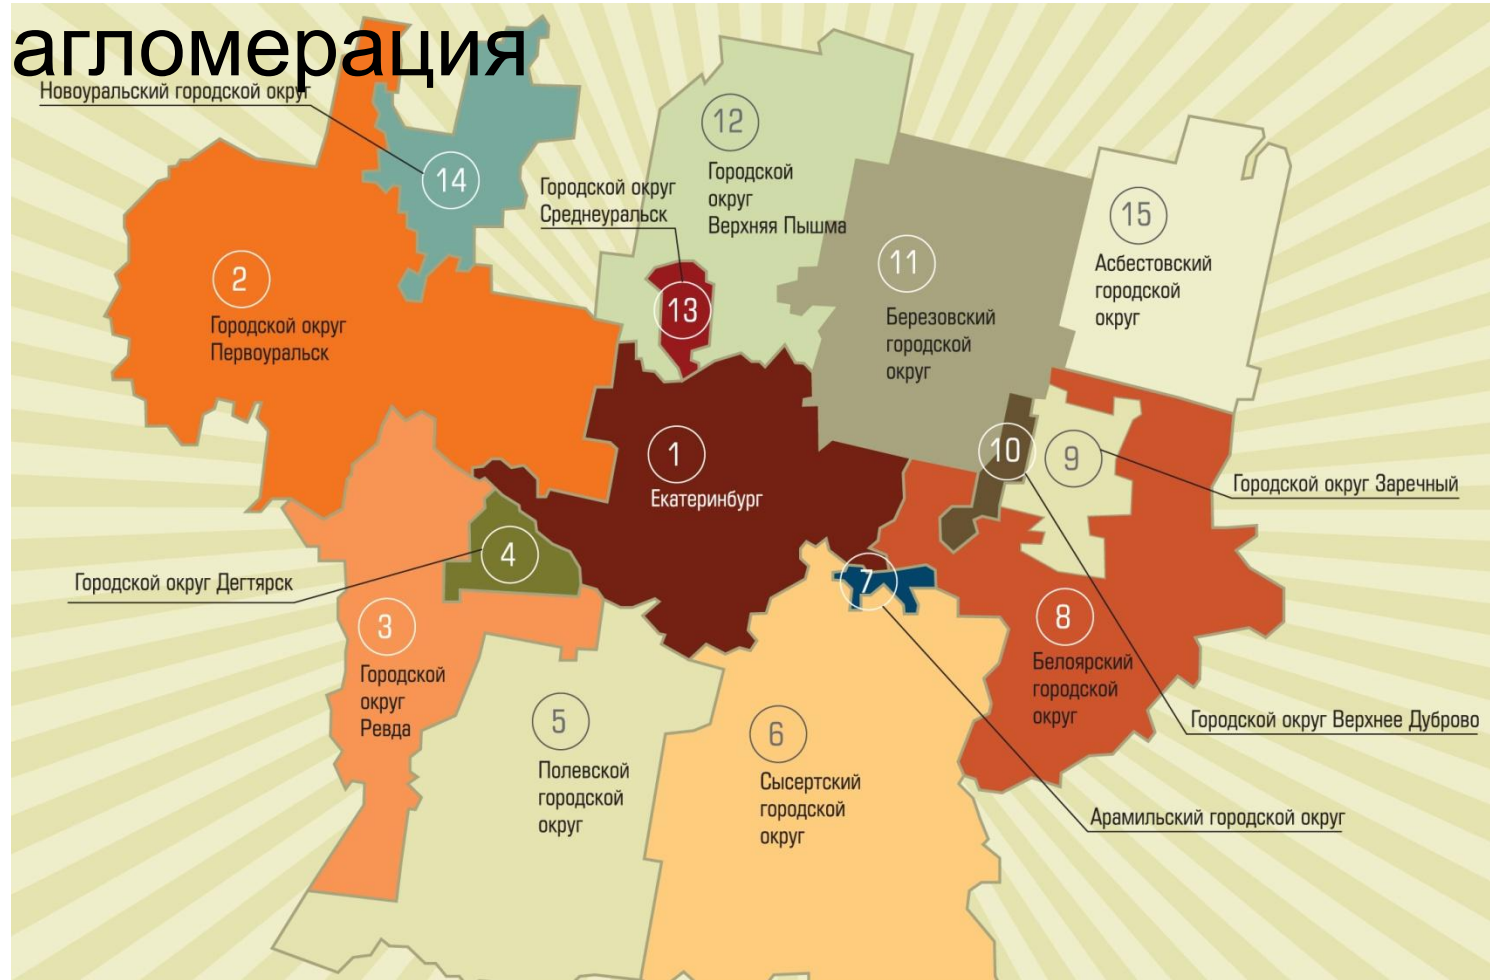 агломерация
Новоуральский городской округ
14
12
Городской
округ
Верхняя Пышма
Городской округ
Среднеуральск
13
15
Асбестовский
городской
округ
11
Березовский
городской
округ
2
Городской округ
Первоуральск
1
Екатеринбург
10
9
Городской округ Заречный
4
Городской округ Дегтярск
3
Городской
округ
Ревда
7
8
Белоярский
городской
округ
Городской округ Верхнее Дуброво
5
Полевской
городской
округ
6
Сысертский
городской
округ
Арамильский городской округ